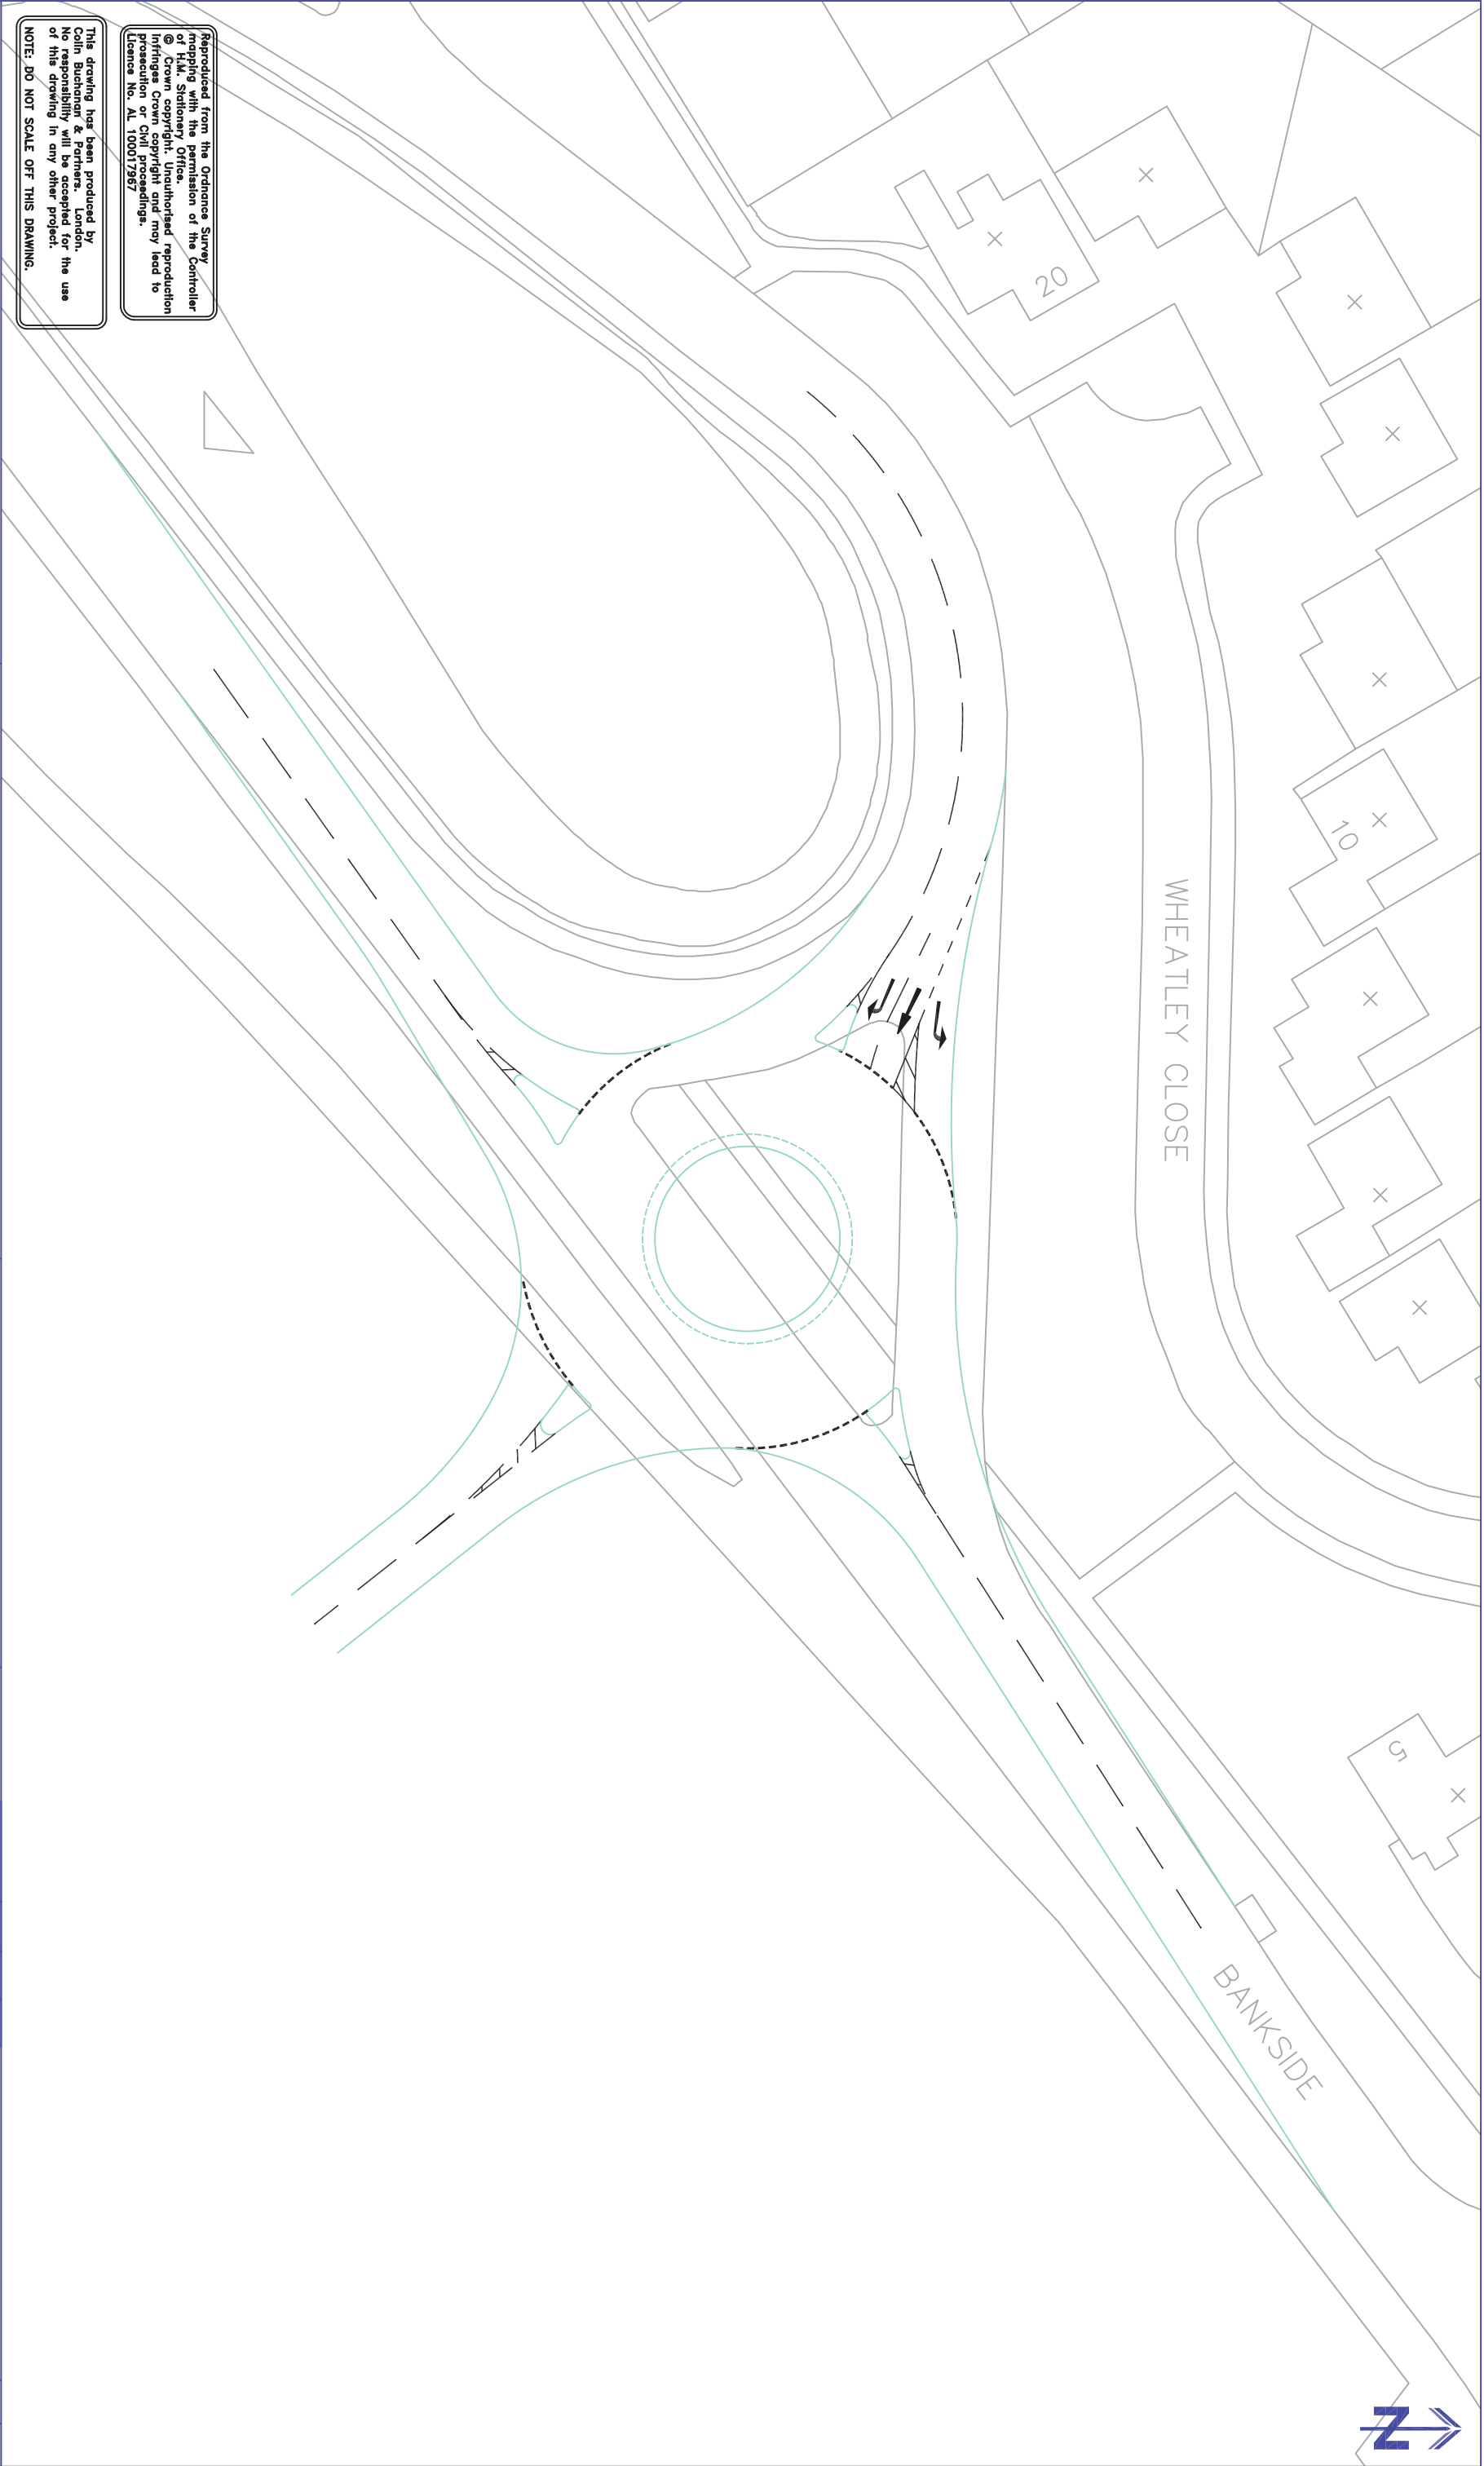 Reproduced from the Ordnance Survey
mapping with the permission of the Controller
of H.M. Stationery Office.
© Crown copyright. Unauthorised reproduction
infringes Crown copyright and may lead to
prosecution or Civil proceedings.
Licence No. AL 100017967
This drawing has been produced by
Colin Buchanan & Partners. London.
No responsibility will be accepted for the use
of this drawing in any other project.
NOTE: DO NOT SCALE OFF THIS DRAWING.
20
10
WHEATLEY CLOSE
5
BANKSIDE
N